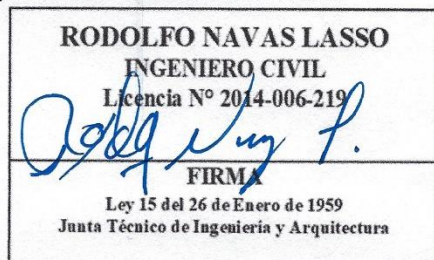 RODOLFO NAVAS LASSO
INGENIERO CIVIL
Licencia Nº 2014-006-219
FIRMA
Ley 15 del 26 de Enero de 1959
Junta Técnico de Ingeniería y Arquitectura